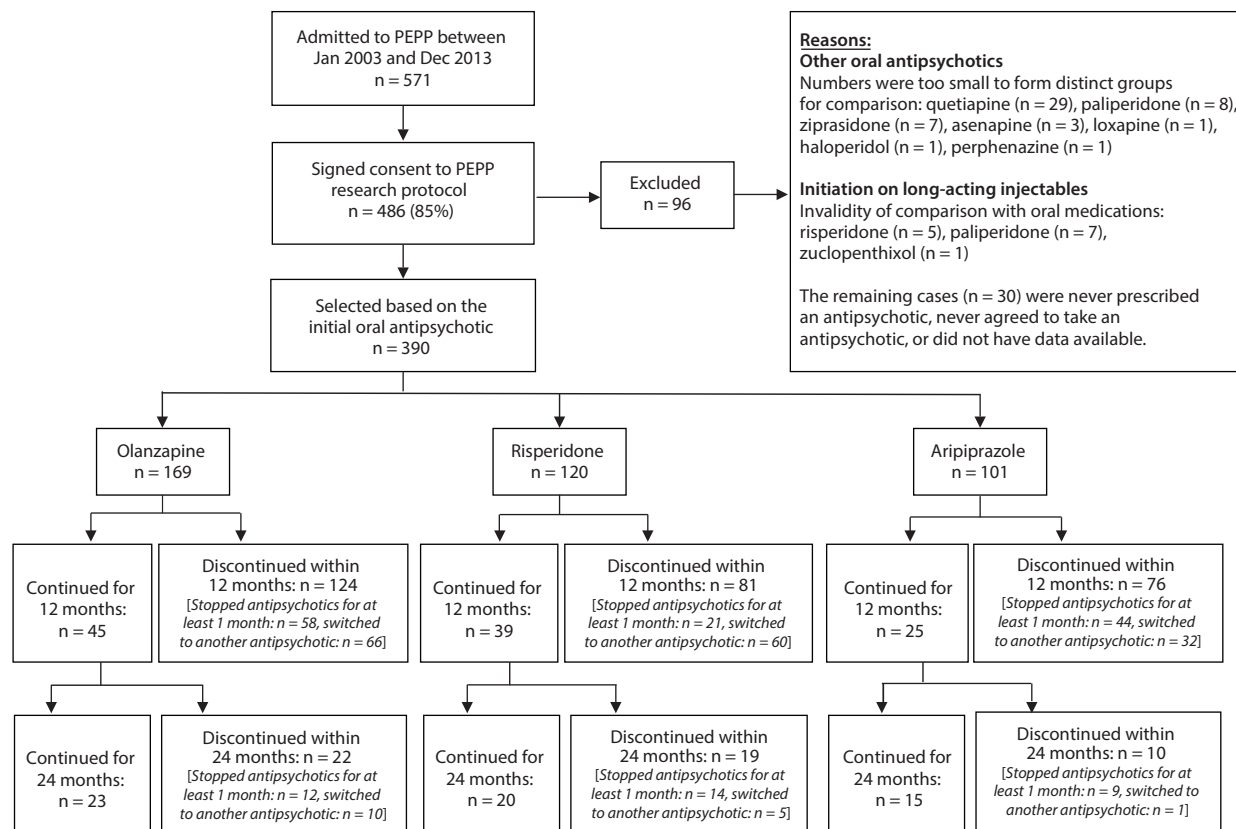 Admitted to PEPP between
Jan 2003 and Dec 2013
n = 571
Reasons:
Other oral antipsychotics
Numbers were too small to form distinct groups
for comparison: quetiapine (n = 29), paliperidone (n = 8),
ziprasidone (n = 7), asenapine (n = 3), loxapine (n = 1),
haloperidol (n = 1), perphenazine (n = 1)
Initiation on long-acting injectables
Invalidity of comparison with oral medications:
risperidone (n = 5), paliperidone (n = 7),
zuclopenthixol (n = 1)
The remaining cases (n = 30) were never prescribed
an antipsychotic, never agreed to take an
antipsychotic, or did not have data available.
Signed consent to PEPP
research protocol
n = 486 (85%)
Excluded
n = 96
Selected based on the
initial oral antipsychotic
n = 390
Olanzapine
n = 169
Risperidone
n = 120
Aripiprazole
n = 101
Continued for
12 months:
n = 45
Discontinued within
12 months: n = 124
[Stopped antipsychotics for at
least 1 month: n = 58, switched
to another antipsychotic: n = 66]
Continued for
12 months:
n = 39
Discontinued within
12 months: n = 81
[Stopped antipsychotics for at
least 1 month: n = 21, switched
to another antipsychotic: n = 60]
Continued for
12 months:
n = 25
Discontinued within
12 months: n = 76
[Stopped antipsychotics for at
least 1 month: n = 44, switched
to another antipsychotic: n = 32]
Continued for
24 months:
n = 23
Discontinued within
24 months: n = 22
[Stopped antipsychotics for at
least 1 month: n = 12, switched
to another antipsychotic: n = 10]
Continued for
24 months:
n = 20
Discontinued within
24 months: n = 19
[Stopped antipsychotics for at
least 1 month: n = 14, switched
to another antipsychotic: n = 5]
Continued for
24 months:
n = 15
Discontinued within
24 months: n = 10
[Stopped antipsychotics for at
least 1 month: n = 9, switched
to another antipsychotic: n = 1]